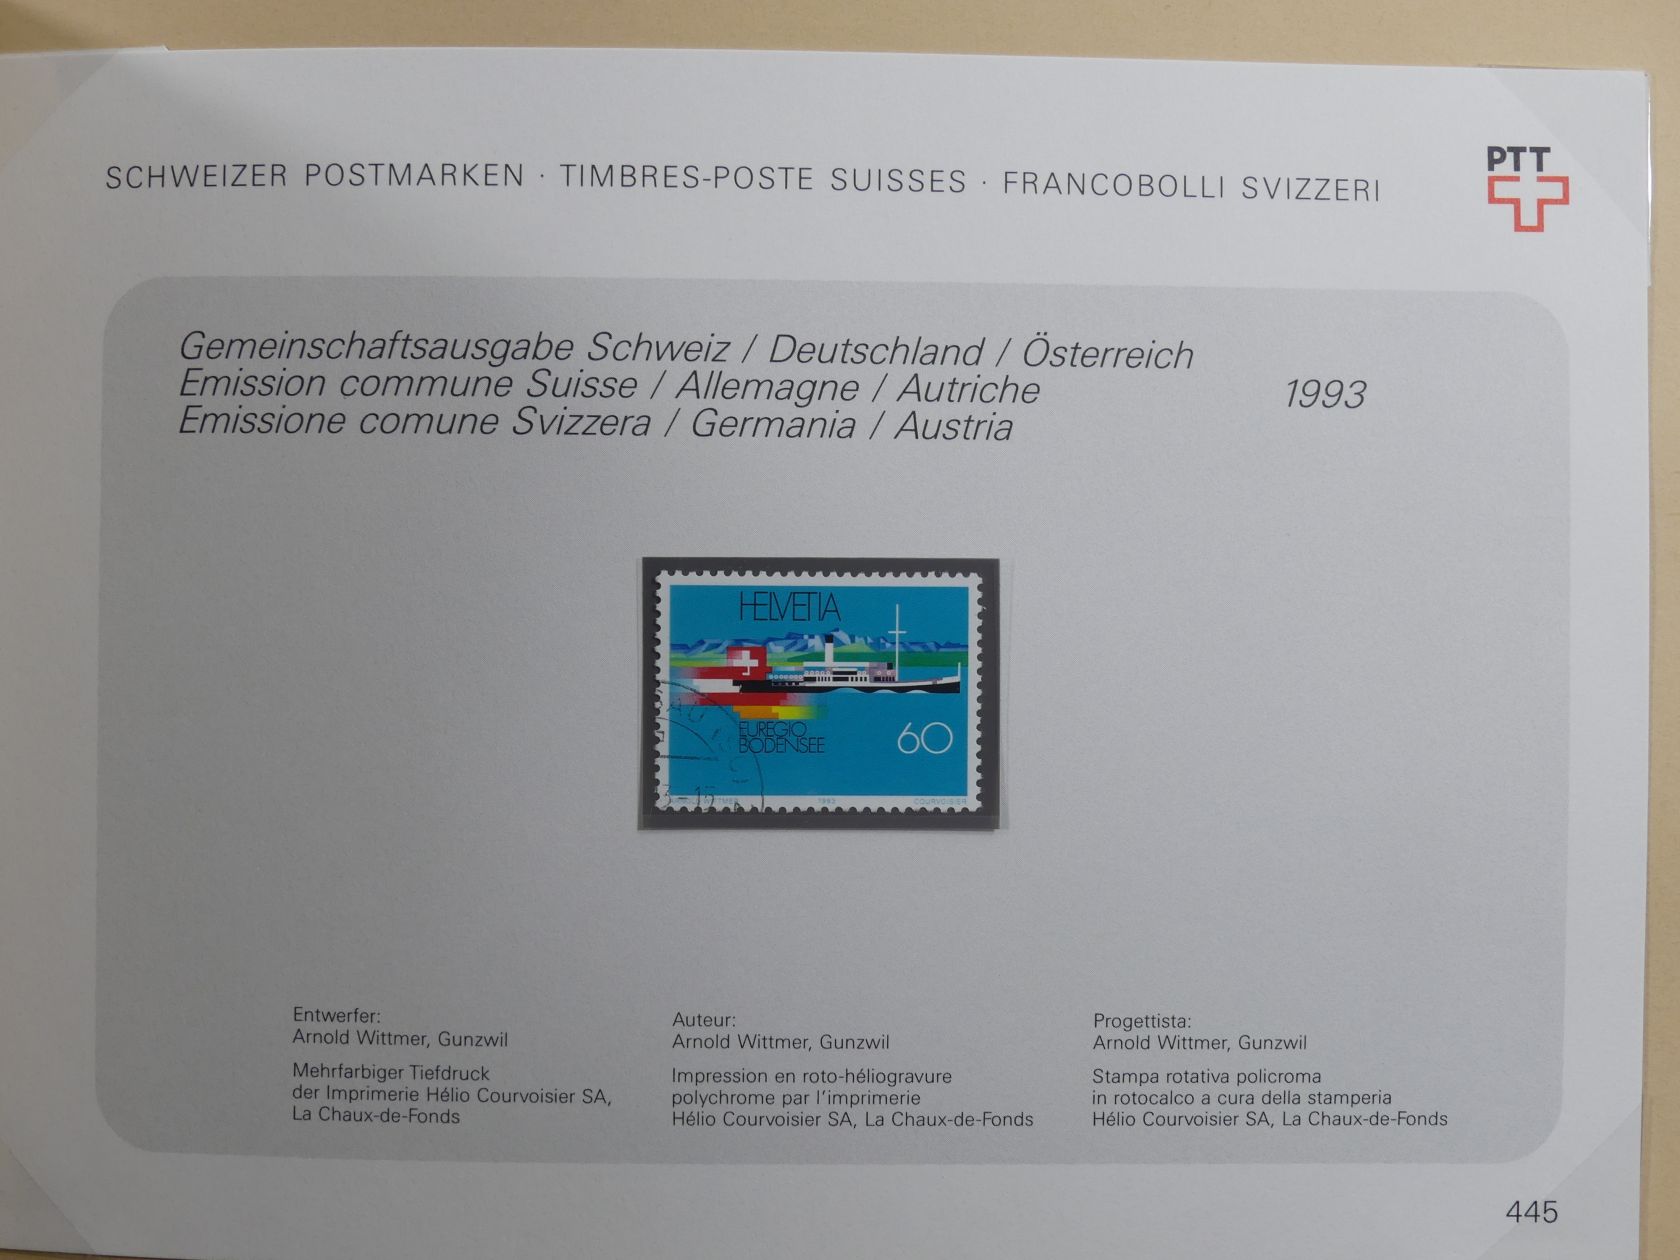 SCHWEIZER POSTMARKEN · TIMBRES-POSTE SUISSES · FRANCOBOLLI SVIZZERI
PTT
Gemeinschaftsausgabe Schweiz / Deutschland / Österreich
Emission commune Suisse / Allemagne / Autriche
1993
Emissione comune Svizzera / Germania / Austria
HELVETIA
EUREGIO
BODENSEE
60
ARNOLD WITTMER 1993 COURVOISIER
Entwerfer:
Arnold Wittmer, Gunzwil
Mehrfarbiger Tiefdruck
der Imprimerie Hélio Courvoisier SA,
La Chaux-de-Fonds
Auteur:
Arnold Wittmer, Gunzwil
Impression en roto-héliogravure
polychrome par l'imprimerie
Hélio Courvoisier SA, La Chaux-de-Fonds
Progettista:
Arnold Wittmer, Gunzwil
Stampa rotativa policroma
in rotocalco a cura della stamperia
Hélio Courvoisier SA, La Chaux-de-Fonds
445